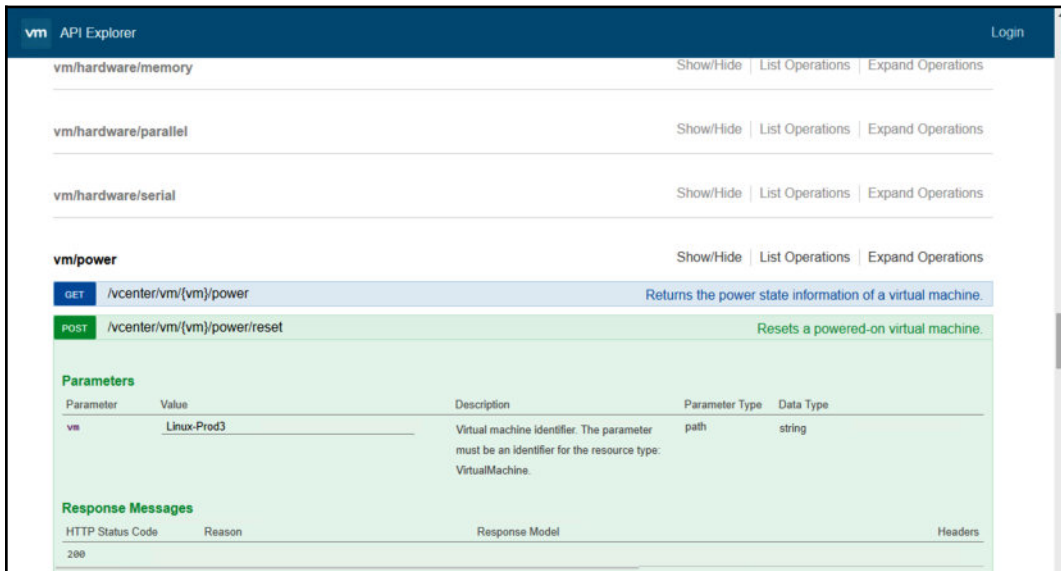 vm API Explorer Login
vm/hardware/memory Show/Hide | List Operations | Expand Operations
vm/hardware/parallel Show/Hide | List Operations | Expand Operations
vm/hardware/serial Show/Hide | List Operations | Expand Operations
vm/power Show/Hide | List Operations | Expand Operations
GET /vcenter/vm/{vm}/power Returns the power state information of a virtual machine.
POST /vcenter/vm/{vm}/power/reset Resets a powered-on virtual machine.
Parameters
Parameter Value Description Parameter Type Data Type
vm Linux-Prod3 Virtual machine identifier. The parameter path string
must be an identifier for the resource type:
VirtualMachine.
Response Messages
HTTP Status Code Reason Response Model Headers
200